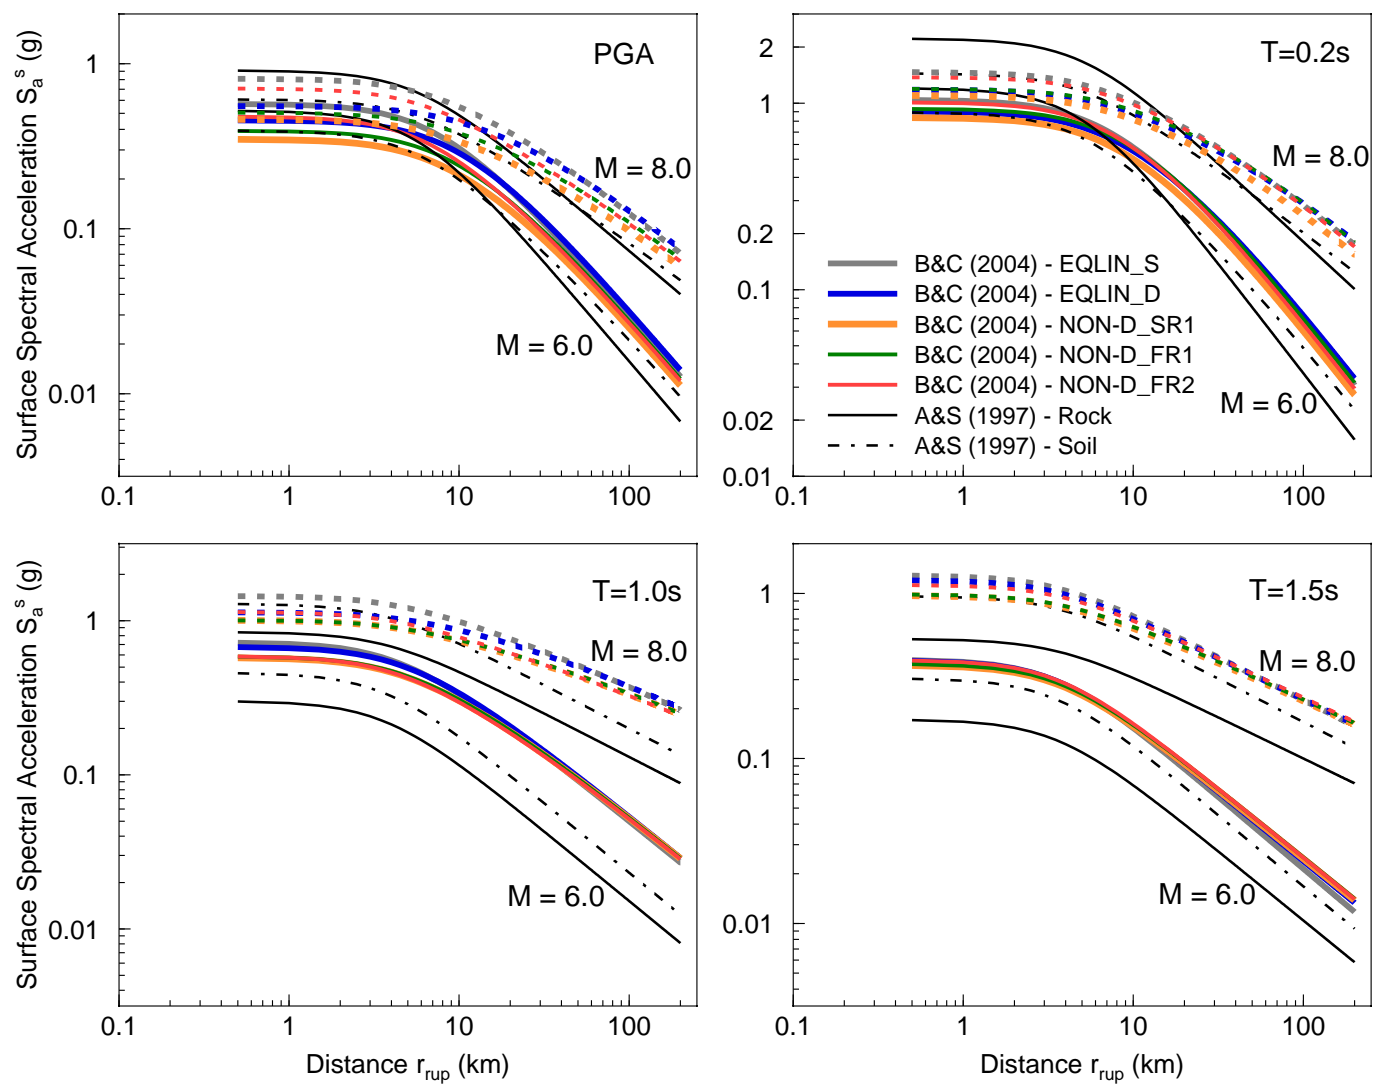 Surface Spectral Acceleration Sₐˢ (g)
1
0.1
0.01
PGA
M = 8.0
M = 6.0
0.1 1 10 100
2
1.0
0.2
0.1
0.02
0.01
T=0.2s
M = 8.0
B&C (2004) - EQLIN_S
B&C (2004) - EQLIN_D
B&C (2004) - NON-D_SR1
B&C (2004) - NON-D_FR1
B&C (2004) - NON-D_FR2
A&S (1997) - Rock
A&S (1997) - Soil
M = 6.0
0.1 1 10 100
Surface Spectral Acceleration Sₐˢ (g)
1
0.1
0.01
T=1.0s
M = 8.0
M = 6.0
0.1 1 10 100
Distance r_rup (km)
1
0.1
0.01
T=1.5s
M = 8.0
M = 6.0
0.1 1 10 100
Distance r_rup (km)